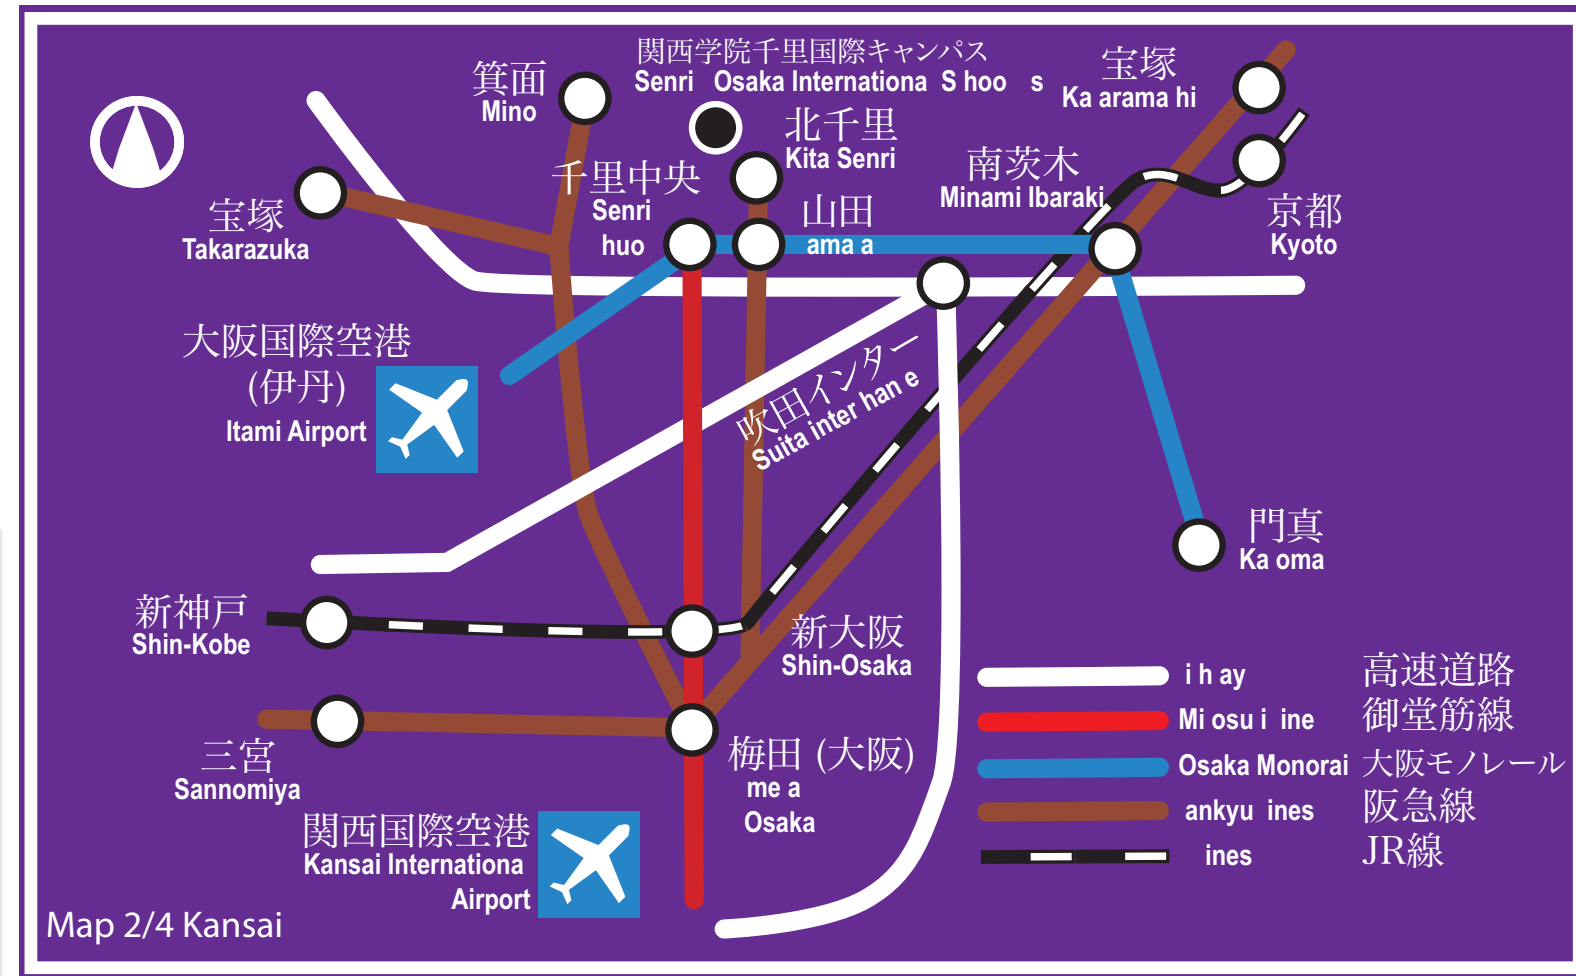 関西学院千里国際キャンパス
Senri Osaka Internationa S hoo s
箕面
Mino
宝塚
Ka arama hi
北千里
Kita Senri
千里中央
Senri
huo
南茨木
Minami Ibaraki
宝塚
Takarazuka
山田
ama a
京都
Kyoto
大阪国際空港
(伊丹)
Itami Airport
吹田インター
Suita inter han e
門真
Ka oma
新神戸
Shin-Kobe
新大阪
Shin-Osaka
三宮
Sannomiya
梅田 (大阪)
me a
Osaka
関西国際空港
Kansai Internationa
Airport
i h ay 高速道路
Mi osu i ine 御堂筋線
Osaka Monorai 大阪モノレール
ankyu ines 阪急線
ines JR線
Map 2/4 Kansai